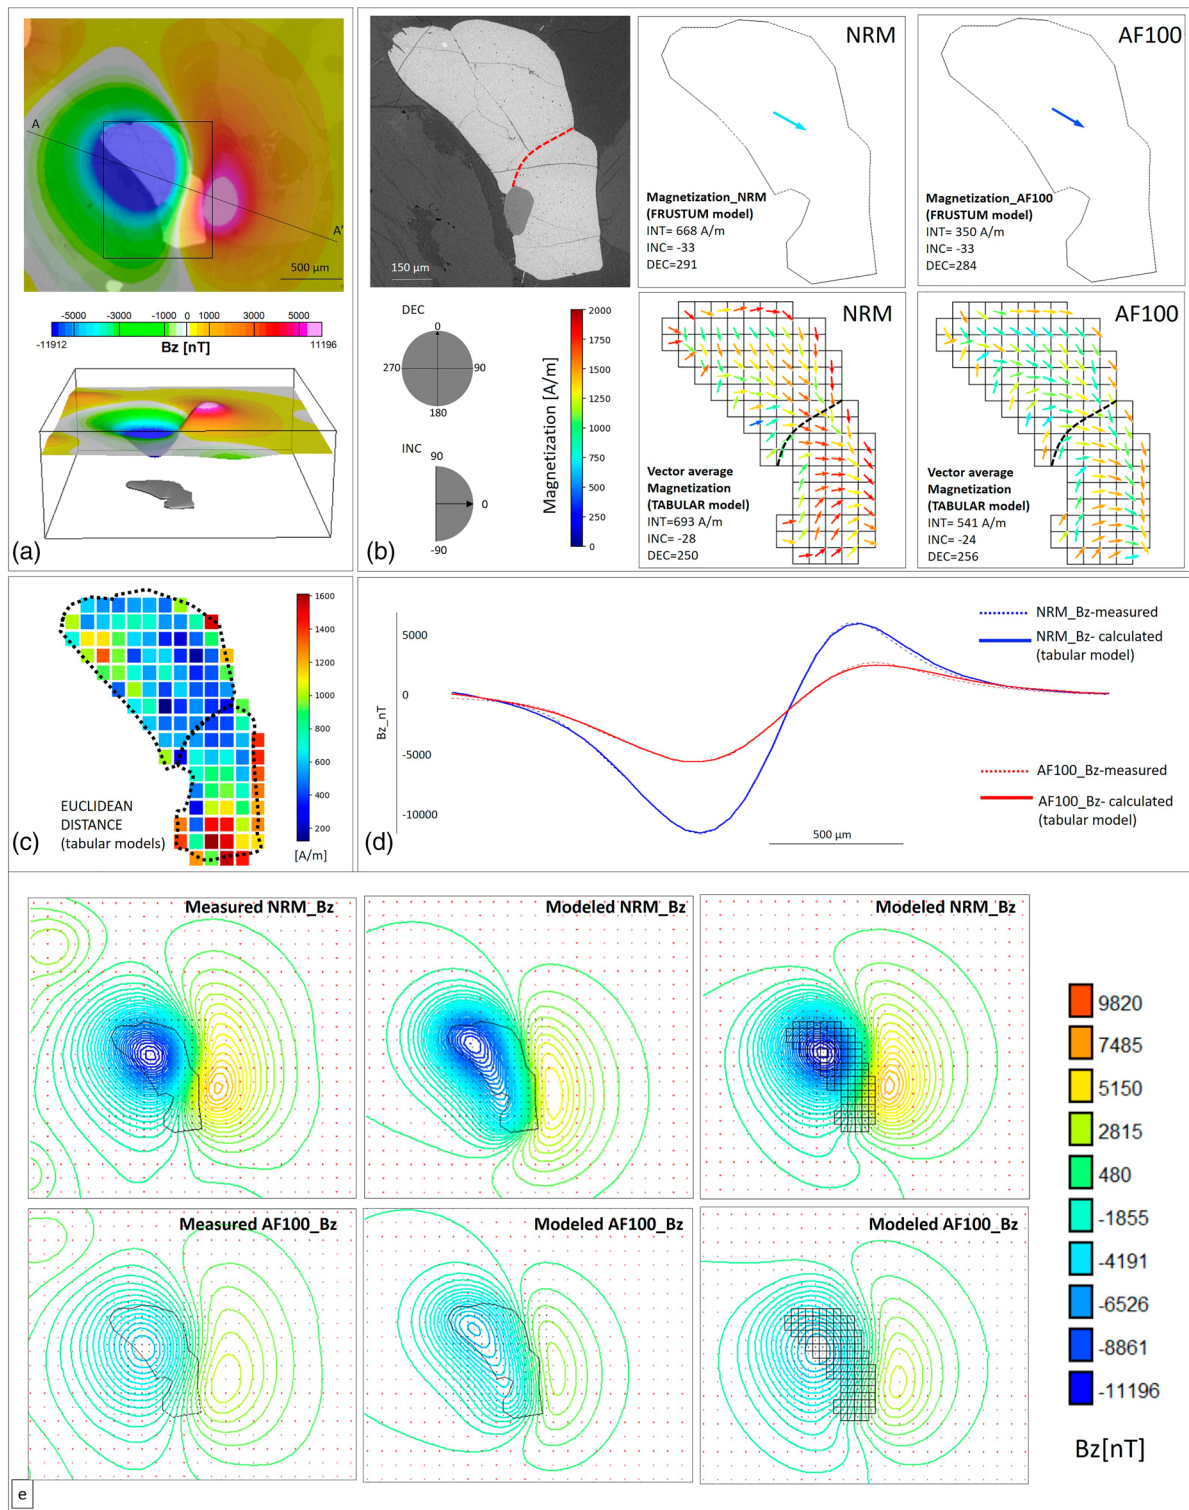 A
A'
500 µm
-5000 -3000 -1000 0 1000 3000 5000
-11912 Bz [nT] 11196
(a)
150 µm
DEC
0
270 90
180
INC
90
0
-90
Magnetization [A/m]
2000
1750
1500
1250
1000
750
500
250
0
(b)
NRM
Magnetization_NRM
(FRUSTUM model)
INT= 668 A/m
INC= -33
DEC=291
AF100
Magnetization_AF100
(FRUSTUM model)
INT= 350 A/m
INC= -33
DEC=284
NRM
Vector average
Magnetization
(TABULAR model)
INT=693 A/m
INC= -28
DEC=250
AF100
Vector average
Magnetization
(TABULAR model)
INT= 541 A/m
INC= -24
DEC=256
1600
1400
1200
1000
800
600
400
200
[A/m]
EUCLIDEAN
DISTANCE
(tabular models)
(c)
5000
0
-5000
-10000
Bz_nT
NRM_Bz-measured
NRM_Bz- calculated
(tabular model)
AF100_Bz-measured
AF100_Bz- calculated
(tabular model)
500 µm
(d)
Measured NRM_Bz
Modeled NRM_Bz
Modeled NRM_Bz
Measured AF100_Bz
Modeled AF100_Bz
Modeled AF100_Bz
9820
7485
5150
2815
480
-1855
-4191
-6526
-8861
-11196
Bz[nT]
e